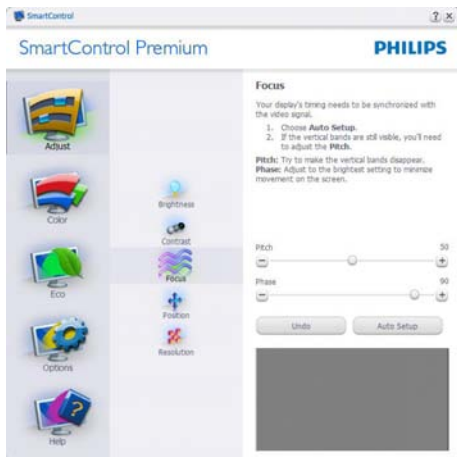 SmartControl
? x
SmartControl Premium
PHILIPS
Adjust
Color
Eco
Options
Help
Brightness
Contrast
Focus
Position
Resolution
Focus
Your display's timing needs to be synchronized with
the video signal.
1. Choose Auto Setup.
2. If the vertical bands are still visible, you'll need
to adjust the Pitch.
Pitch: Try to make the vertical bands disappear.
Phase: Adjust to the brightest setting to minimize
movement on the screen.
Pitch 50
Phase 90
Undo Auto Setup